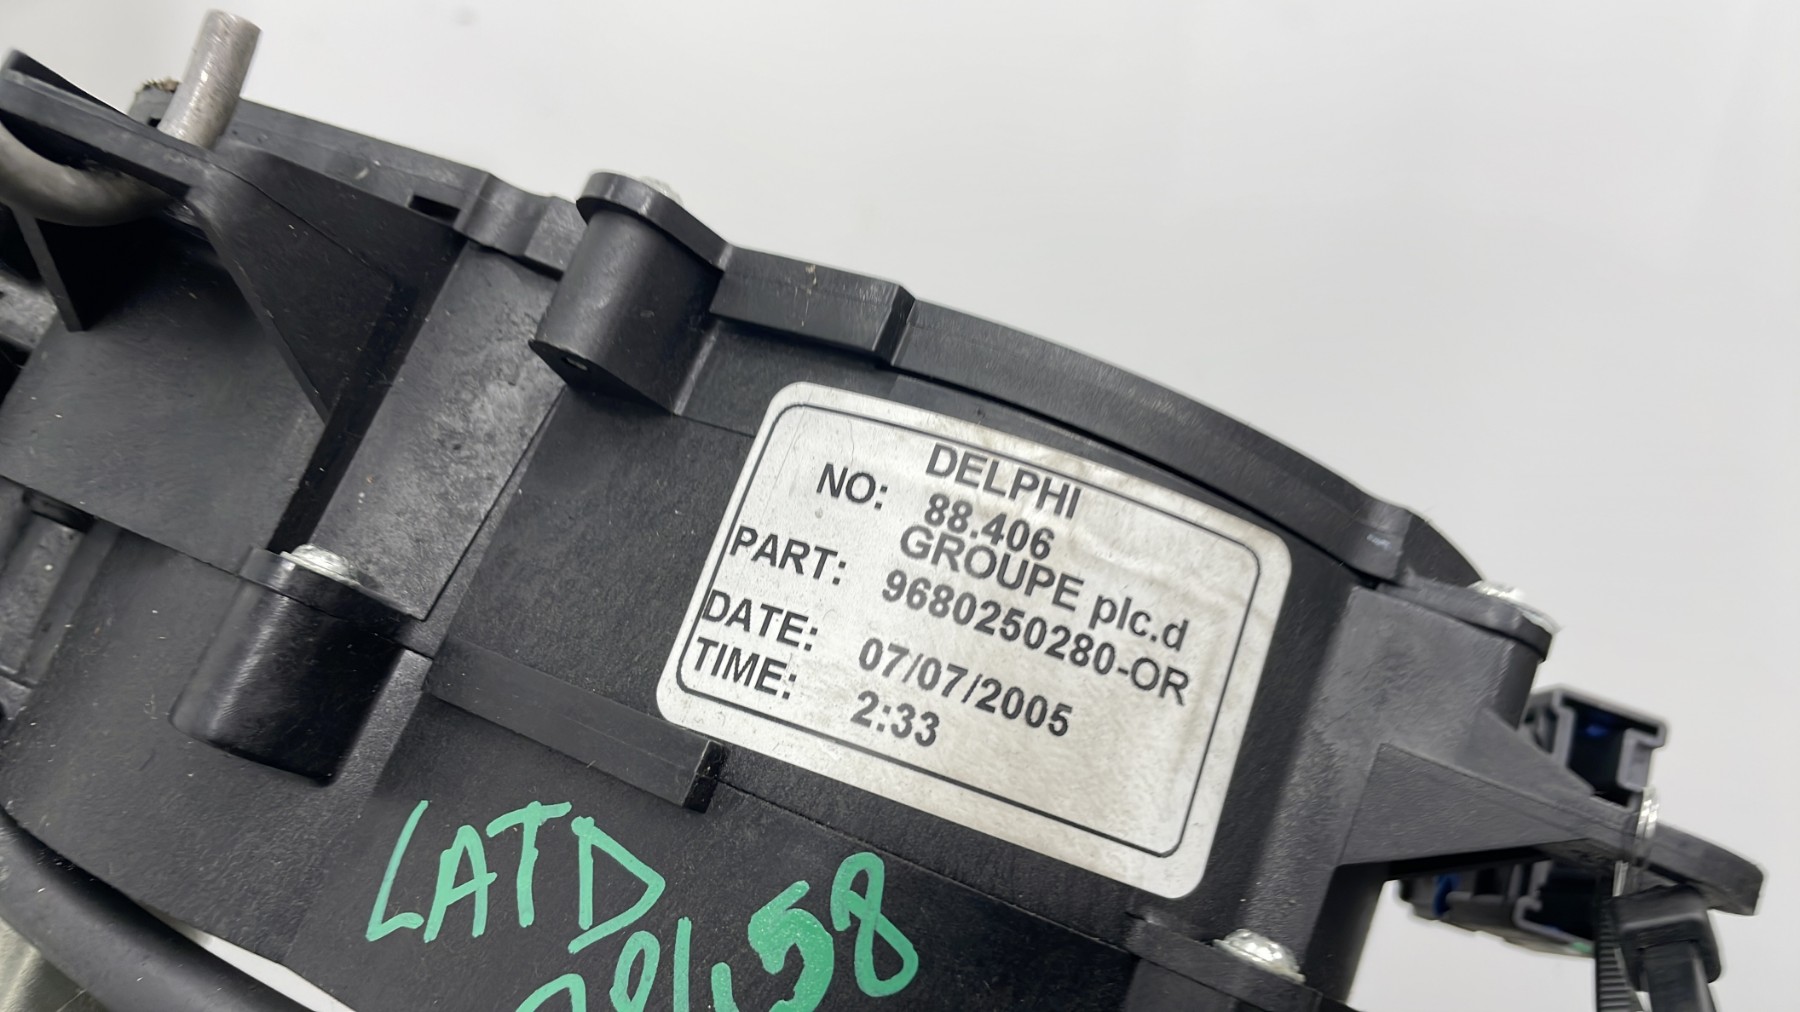 DELPHI
NO: 88.406
GROUPE plc.d
PART: 9680250280-OR
DATE: 07/07/2005
TIME: 2:33
LATD